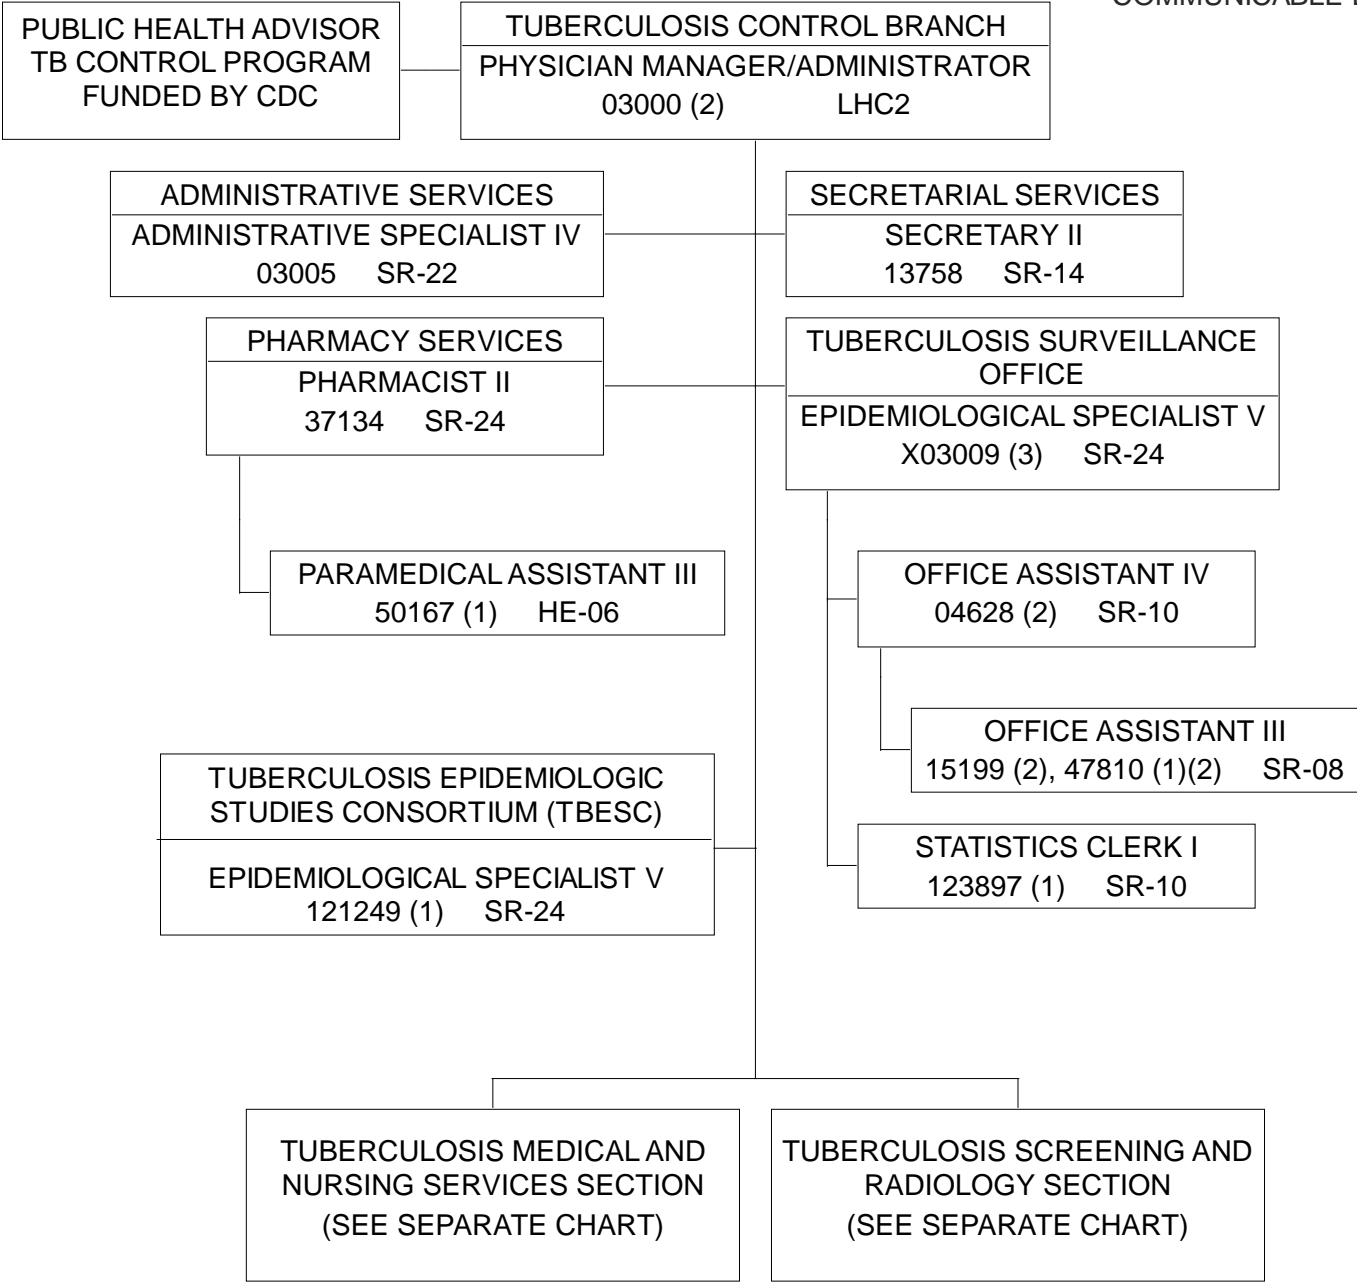 COMMUNICABLE
PUBLIC HEALTH ADVISOR
TB CONTROL PROGRAM
FUNDED BY CDC
TUBERCULOSIS CONTROL BRANCH
PHYSICIAN MANAGER/ADMINISTRATOR
03000 (2) LHC2
ADMINISTRATIVE SERVICES
ADMINISTRATIVE SPECIALIST IV
03005 SR-22
SECRETARIAL SERVICES
SECRETARY II
13758 SR-14
PHARMACY SERVICES
PHARMACIST II
37134 SR-24
TUBERCULOSIS SURVEILLANCE
OFFICE
EPIDEMIOLOGICAL SPECIALIST V
X03009 (3) SR-24
PARAMEDICAL ASSISTANT III
50167 (1) HE-06
OFFICE ASSISTANT IV
04628 (2) SR-10
OFFICE ASSISTANT III
15199 (2), 47810 (1)(2) SR-08
TUBERCULOSIS EPIDEMIOLOGIC
STUDIES CONSORTIUM (TBESC)
EPIDEMIOLOGICAL SPECIALIST V
121249 (1) SR-24
STATISTICS CLERK I
123897 (1) SR-10
TUBERCULOSIS MEDICAL AND
NURSING SERVICES SECTION
(SEE SEPARATE CHART)
TUBERCULOSIS SCREENING AND
RADIOLOGY SECTION
(SEE SEPARATE CHART)